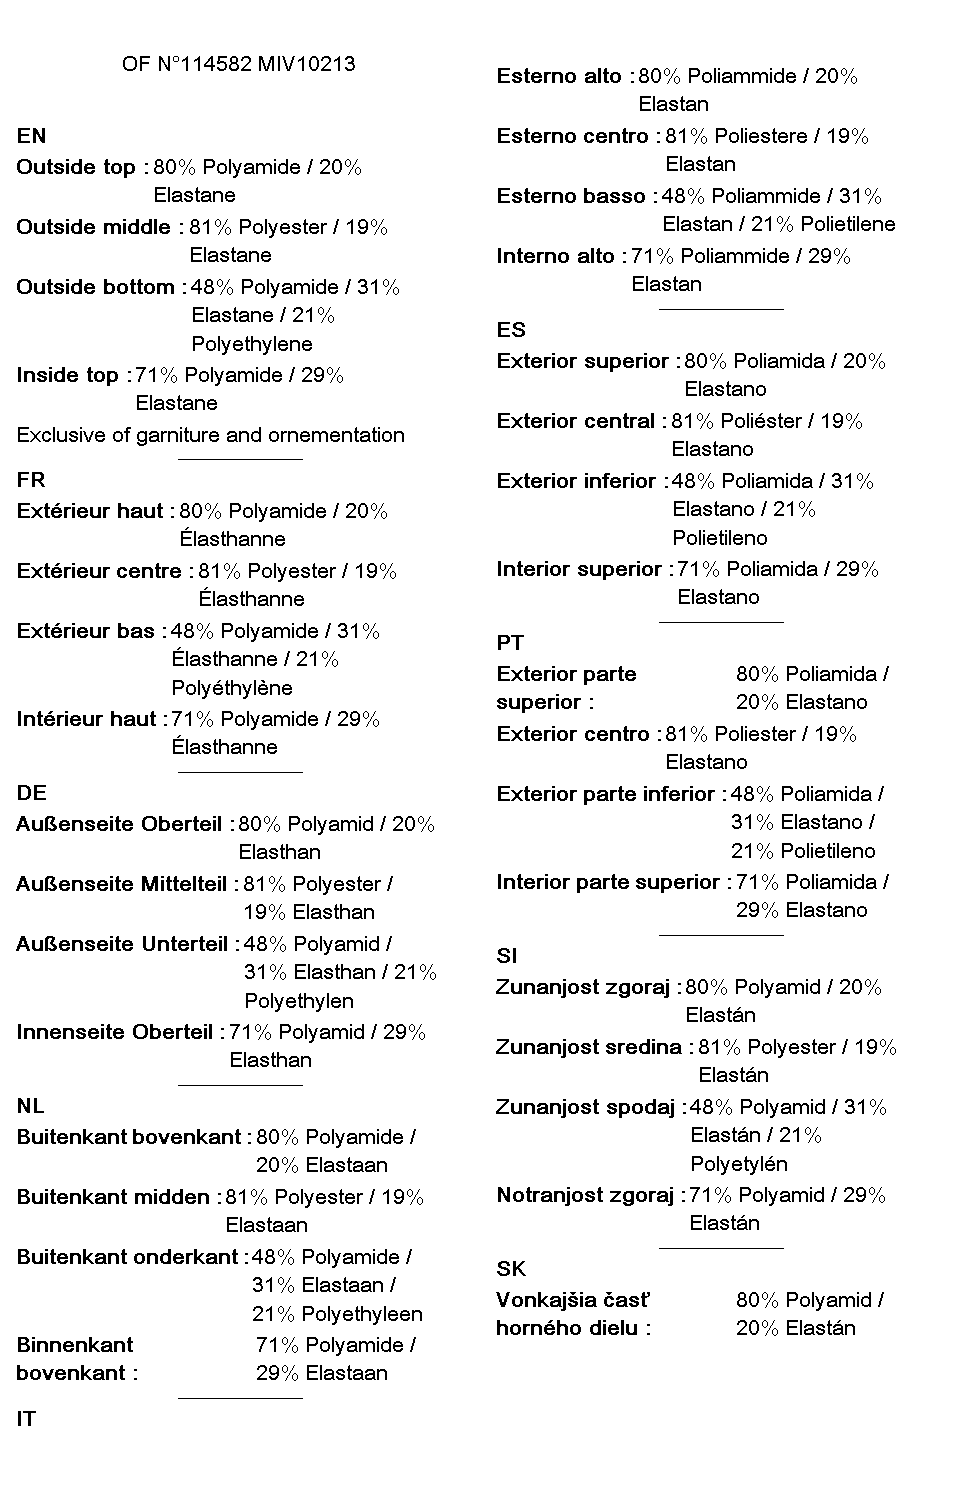 OF N°114582 MIV10213
EN
Outside top : 80% Polyamide / 20%
Elastane
Outside middle : 81% Polyester / 19%
Elastane
Outside bottom : 48% Polyamide / 31%
Elastane / 21%
Polyethylene
Inside top : 71% Polyamide / 29%
Elastane
Exclusive of garniture and ornementation
FR
Extérieur haut : 80% Polyamide / 20%
Élasthanne
Extérieur centre : 81% Polyester / 19%
Élasthanne
Extérieur bas : 48% Polyamide / 31%
Élasthanne / 21%
Polyéthylène
Intérieur haut : 71% Polyamide / 29%
Élasthanne
DE
Außenseite Oberteil : 80% Polyamid / 20%
Elasthan
Außenseite Mittelteil : 81% Polyester /
19% Elasthan
Außenseite Unterteil : 48% Polyamid /
31% Elasthan / 21%
Polyethylen
Innenseite Oberteil : 71% Polyamid / 29%
Elasthan
NL
Buitenkant bovenkant : 80% Polyamide /
20% Elastaan
Buitenkant midden : 81% Polyester / 19%
Elastaan
Buitenkant onderkant : 48% Polyamide /
31% Elastaan /
21% Polyethyleen
Binnenkant 71% Polyamide /
bovenkant : 29% Elastaan
IT
Esterno alto : 80% Poliammide / 20%
Elastan
Esterno centro : 81% Poliestere / 19%
Elastan
Esterno basso : 48% Poliammide / 31%
Elastan / 21% Polietilene
Interno alto : 71% Poliammide / 29%
Elastan
ES
Exterior superior : 80% Poliamida / 20%
Elastano
Exterior central : 81% Poliéster / 19%
Elastano
Exterior inferior : 48% Poliamida / 31%
Elastano / 21%
Polietileno
Interior superior : 71% Poliamida / 29%
Elastano
PT
Exterior parte 80% Poliamida /
superior : 20% Elastano
Exterior centro : 81% Poliester / 19%
Elastano
Exterior parte inferior : 48% Poliamida /
31% Elastano /
21% Polietileno
Interior parte superior : 71% Poliamida /
29% Elastano
SI
Zunanjost zgoraj : 80% Polyamid / 20%
Elastán
Zunanjost sredina : 81% Polyester / 19%
Elastán
Zunanjost spodaj : 48% Polyamid / 31%
Elastán / 21%
Polyetylén
Notranjost zgoraj : 71% Polyamid / 29%
Elastán
SK
Vonkajšia časť 80% Polyamid /
horného dielu : 20% Elastán